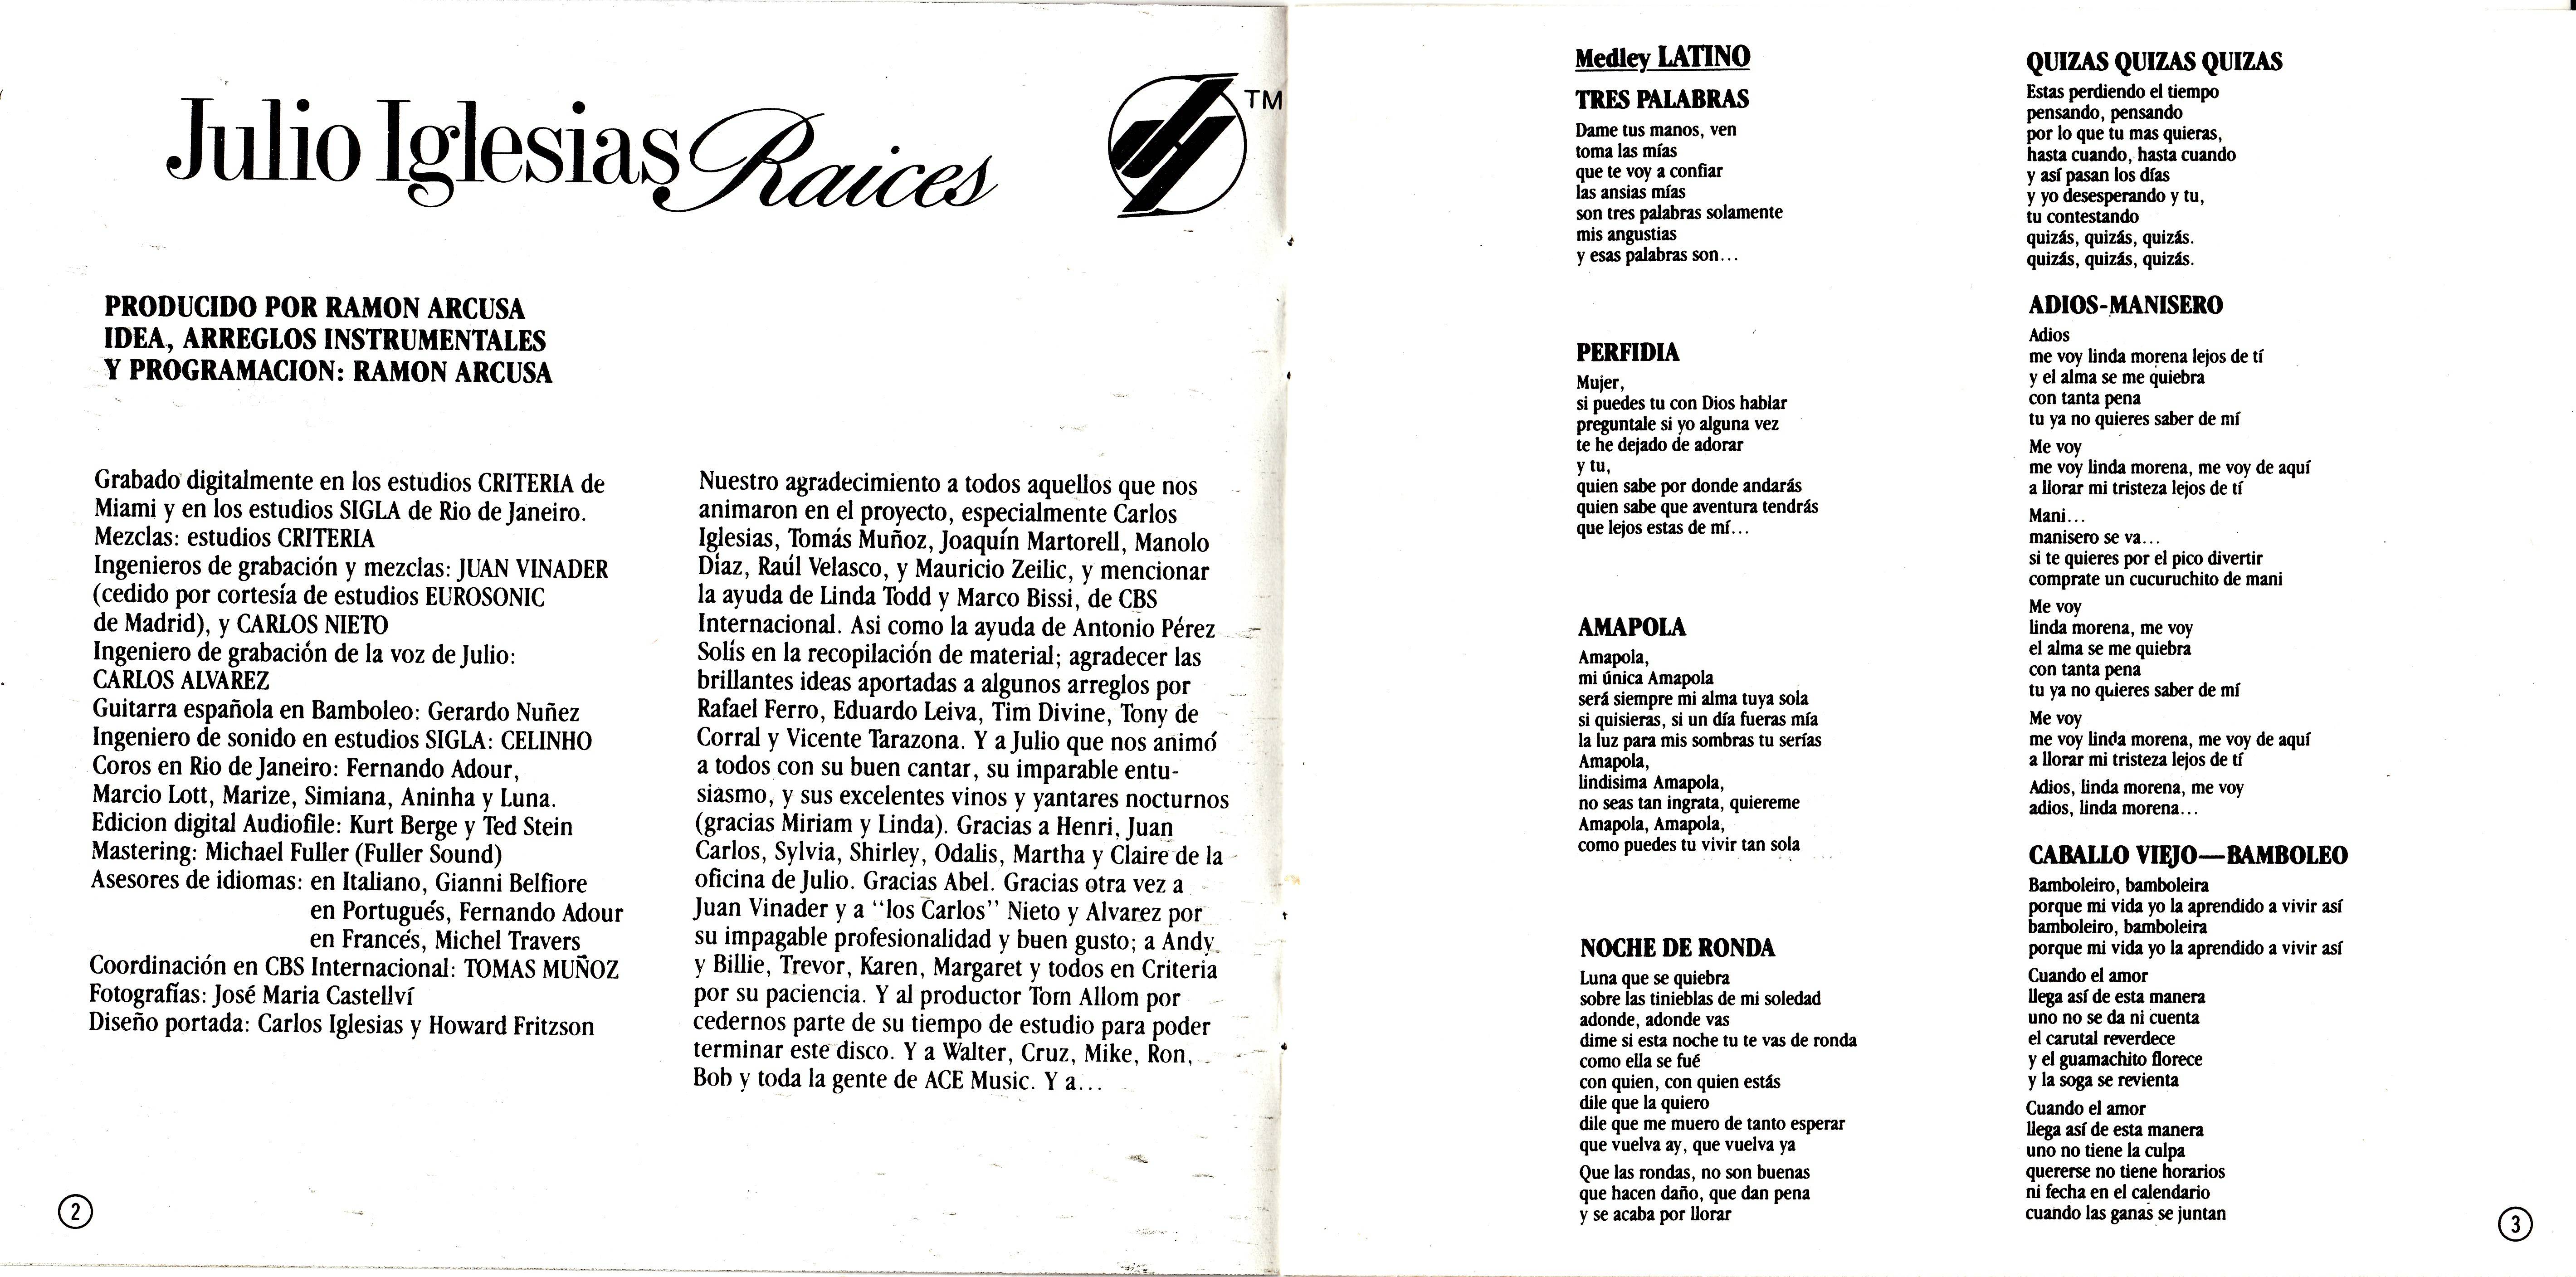 Julio Iglesias Raices
TM
PRODUCIDO POR RAMON ARCUSA
IDEA, ARREGLOS INSTRUMENTALES
Y PROGRAMACION: RAMON ARCUSA
Grabado digitalmente en los estudios CRITERIA de
Miami y en los estudios SIGLA de Rio de Janeiro.
Mezclas: estudios CRITERIA
Ingenieros de grabación y mezclas: JUAN VINADER
(cedido por cortesía de estudios EUROSONIC
de Madrid), y CARLOS NIETO
Ingeniero de grabación de la voz de Julio:
CARLOS ALVAREZ
Guitarra española en Bamboleo: Gerardo Nuñez
Ingeniero de sonido en estudios SIGLA: CELINHO
Coros en Rio de Janeiro: Fernando Adour,
Marcio Lott, Marize, Simiana, Aninha y Luna.
Edicion digital Audiofile: Kurt Berge y Ted Stein
Mastering: Michael Fuller (Fuller Sound)
Asesores de idiomas: en Italiano, Gianni Belfiore
en Portugués, Fernando Adour
en Francés, Michel Travers
Coordinación en CBS Internacional: TOMAS MUÑOZ
Fotografías: José Maria Castellví
Diseño portada: Carlos Iglesias y Howard Fritzson
Nuestro agradecimiento a todos aquellos que nos
animaron en el proyecto, especialmente Carlos
Iglesias, Tomás Muñoz, Joaquín Martorell, Manolo
Díaz, Raúl Velasco, y Mauricio Zeilic, y mencionar
la ayuda de Linda Todd y Marco Bissi, de CBS
Internacional. Asi como la ayuda de Antonio Pérez
Solís en la recopilación de material; agradecer las
brillantes ideas aportadas a algunos arreglos por
Rafael Ferro, Eduardo Leiva, Tim Divine, Tony de
Corral y Vicente Tarazona. Y a Julio que nos animó
a todos con su buen cantar, su imparable entu-
siasmo, y sus excelentes vinos y yantares nocturnos
(gracias Miriam y Linda). Gracias a Henri, Juan
Carlos, Sylvia, Shirley, Odalis, Martha y Claire de la
oficina de Julio. Gracias Abel. Gracias otra vez a
Juan Vinader y a “los Carlos” Nieto y Alvarez por
su impagable profesionalidad y buen gusto; a Andy
y Billie, Trevor, Karen, Margaret y todos en Criteria
por su paciencia. Y al productor Tom Allom por
cedernos parte de su tiempo de estudio para poder
terminar este disco. Y a Walter, Cruz, Mike, Ron,
Bob y toda la gente de ACE Music. Y a...
2
Medley LATINO
TRES PALABRAS
Dame tus manos, ven
toma las mías
que te voy a confiar
las ansias mías
son tres palabras solamente
mis angustias
y esas palabras son...
PERFIDIA
Mujer,
si puedes tu con Dios hablar
preguntale si yo alguna vez
te he dejado de adorar
y tu,
quien sabe por donde andarás
quien sabe que aventura tendrás
que lejos estas de mí...
AMAPOLA
Amapola,
mi única Amapola
será siempre mi alma tuya sola
si quisieras, si un día fueras mía
la luz para mis sombras tu serías
Amapola,
lindisima Amapola,
no seas tan ingrata, quiereme
Amapola, Amapola,
como puedes tu vivir tan sola
NOCHE DE RONDA
Luna que se quiebra
sobre las tinieblas de mi soledad
adonde, adonde vas
dime si esta noche tu te vas de ronda
como ella se fué
con quien, con quien estás
dile que la quiero
dile que me muero de tanto esperar
que vuelva ay, que vuelva ya
Que las rondas, no son buenas
que hacen daño, que dan pena
y se acaba por llorar
QUIZAS QUIZAS QUIZAS
Estas perdiendo el tiempo
pensando, pensando
por lo que tu mas quieras,
hasta cuando, hasta cuando
y así pasan los días
y yo desesperando y tu,
tu contestando
quizás, quizás, quizás.
quizás, quizás, quizás.
ADIOS-MANISERO
Adios
me voy linda morena lejos de tí
y el alma se me quiebra
con tanta pena
tu ya no quieres saber de mí
Me voy
me voy linda morena, me voy de aquí
a llorar mi tristeza lejos de tí
Mani...
manisero se va...
si te quieres por el pico divertir
comprate un cucuruchito de mani
Me voy
linda morena, me voy
el alma se me quiebra
con tanta pena
tu ya no quieres saber de mí
Me voy
me voy linda morena, me voy de aquí
a llorar mi tristeza lejos de tí
Adios, linda morena, me voy
adios, linda morena...
CABALLO VIEJO—BAMBOLEO
Bamboleiro, bamboleira
porque mi vida yo la aprendido a vivir así
bamboleiro, bamboleira
porque mi vida yo la aprendido a vivir así
Cuando el amor
llega así de esta manera
uno no se da ni cuenta
el carutal reverdece
y el guamachito florece
y la soga se revienta
Cuando el amor
llega así de esta manera
uno no tiene la culpa
quererse no tiene horarios
ni fecha en el calendario
cuando las ganas se juntan
3